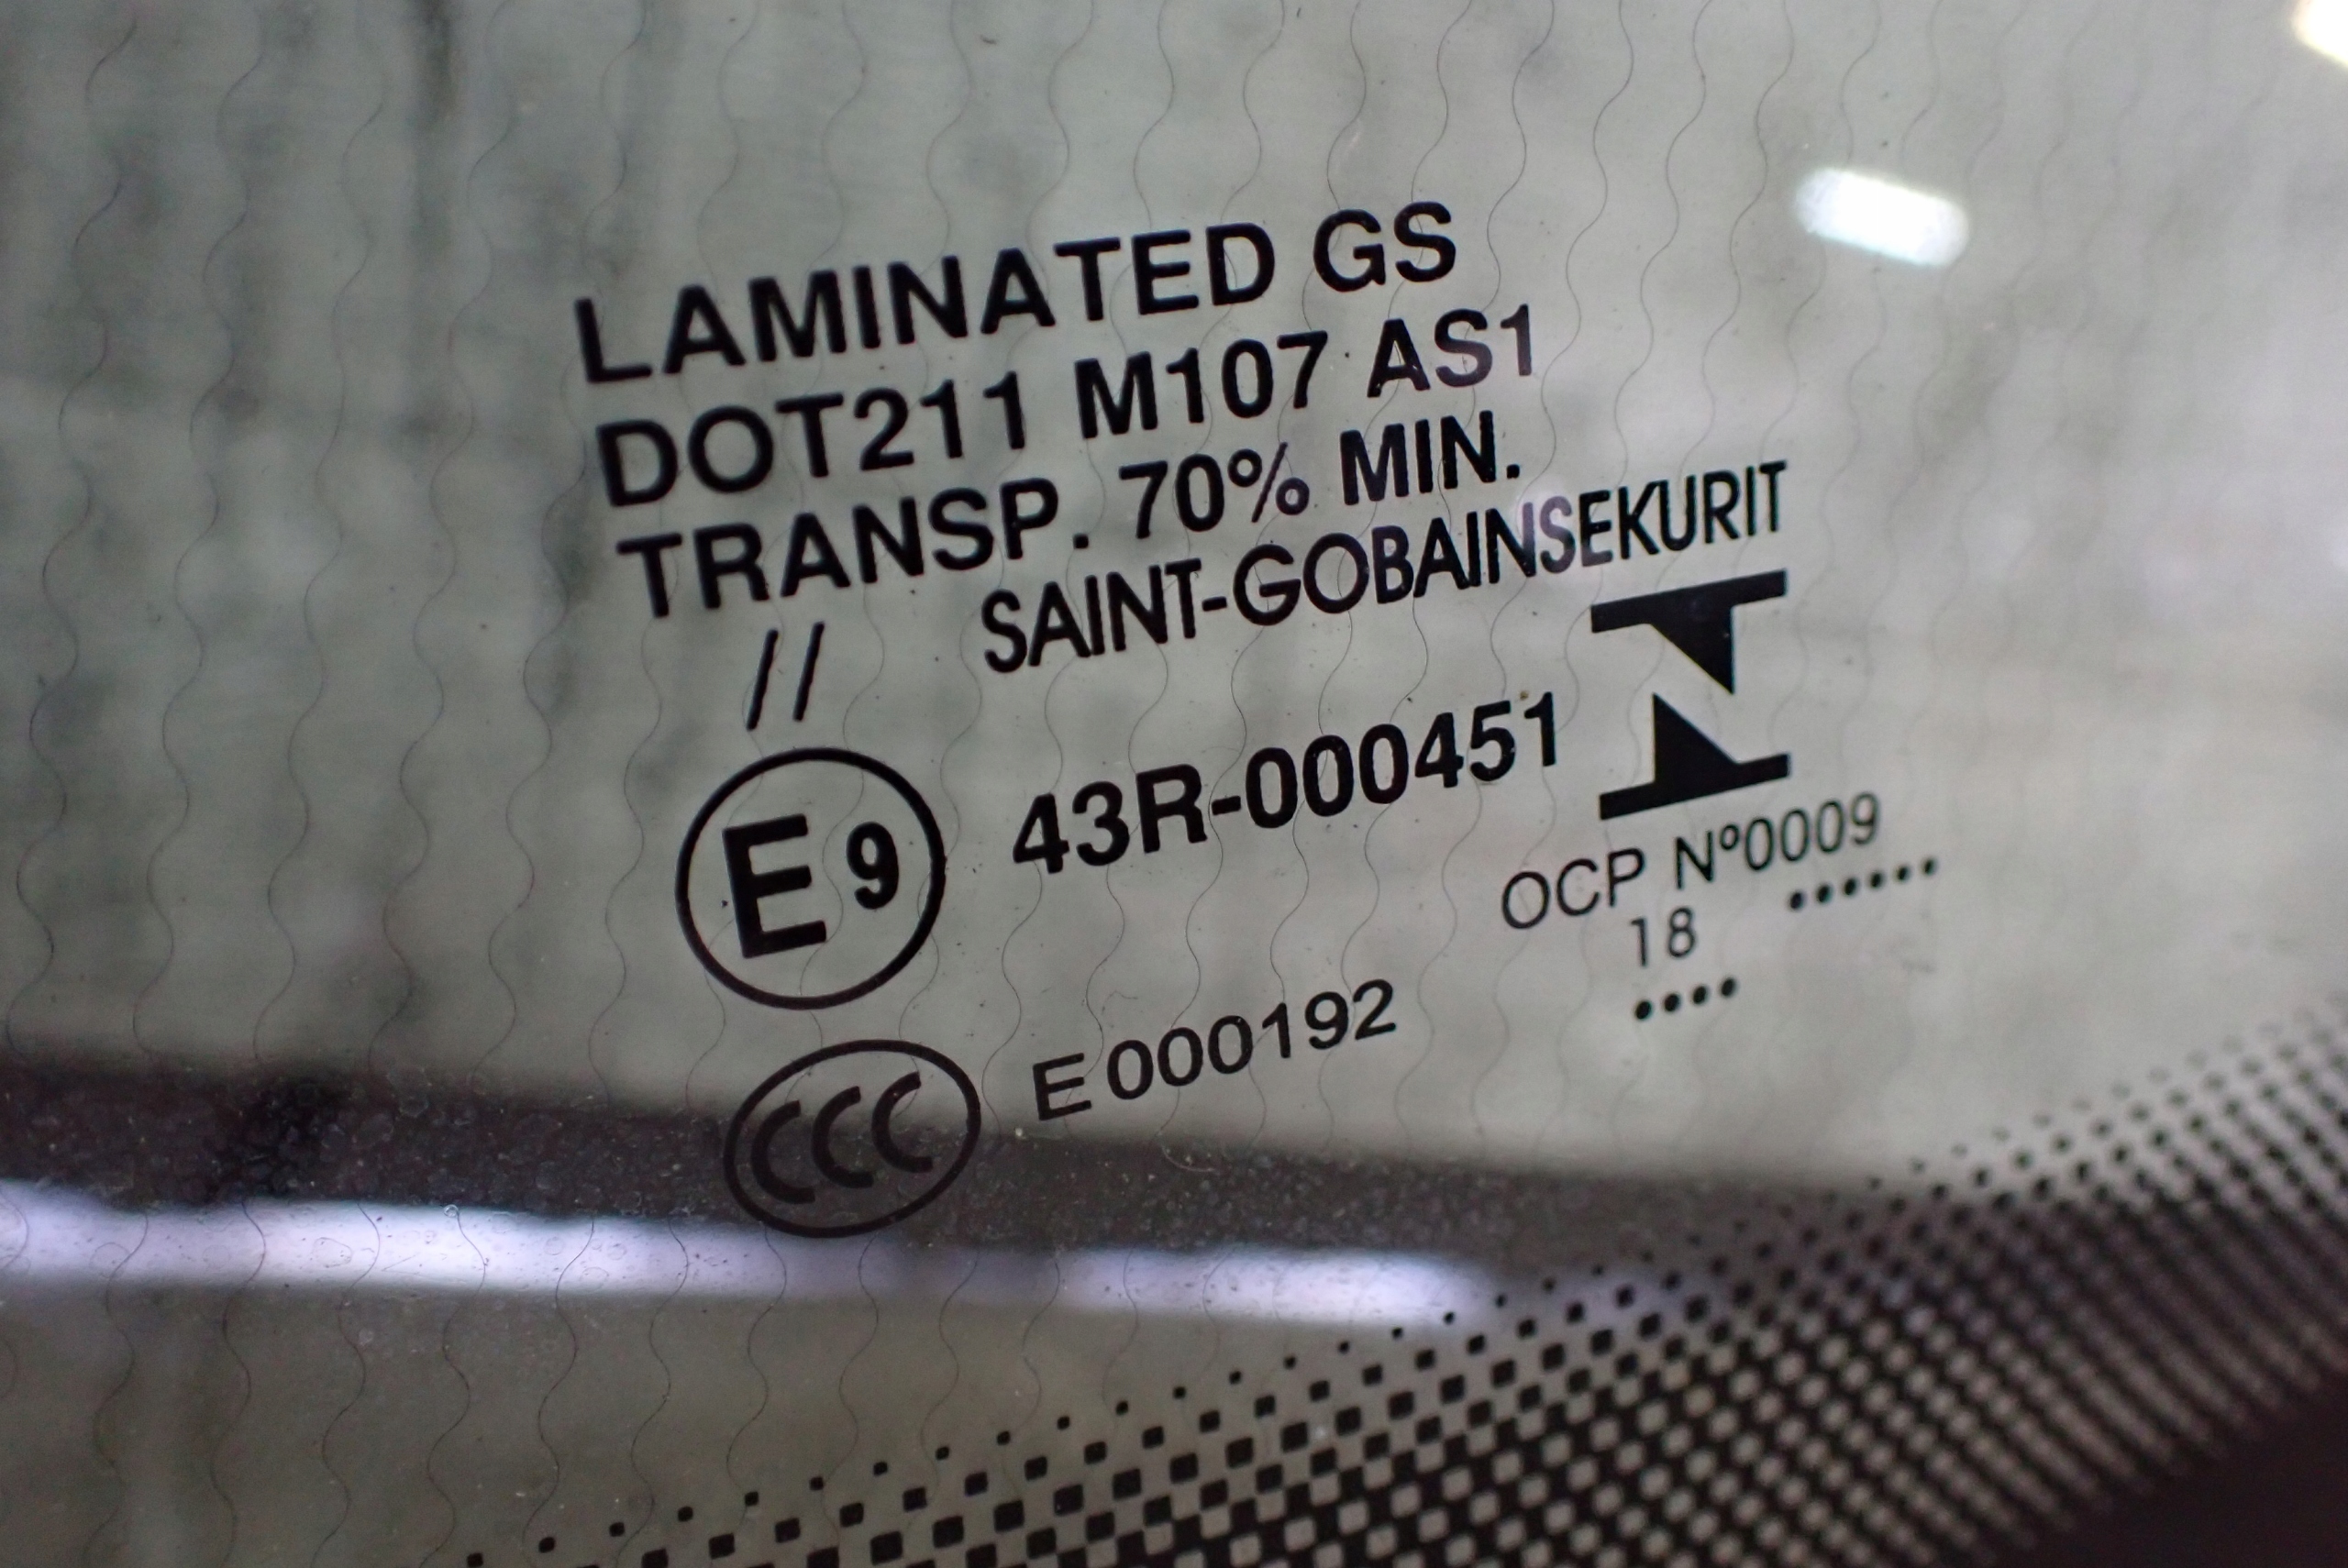 LAMINATED GS
DOT211 M107 AS1
TRANSP. 70% MIN.
// SAINT-GOBAINSEKURIT
E9 43R-000451
N
OCP Nº0009
......
18
....
CCC E000192